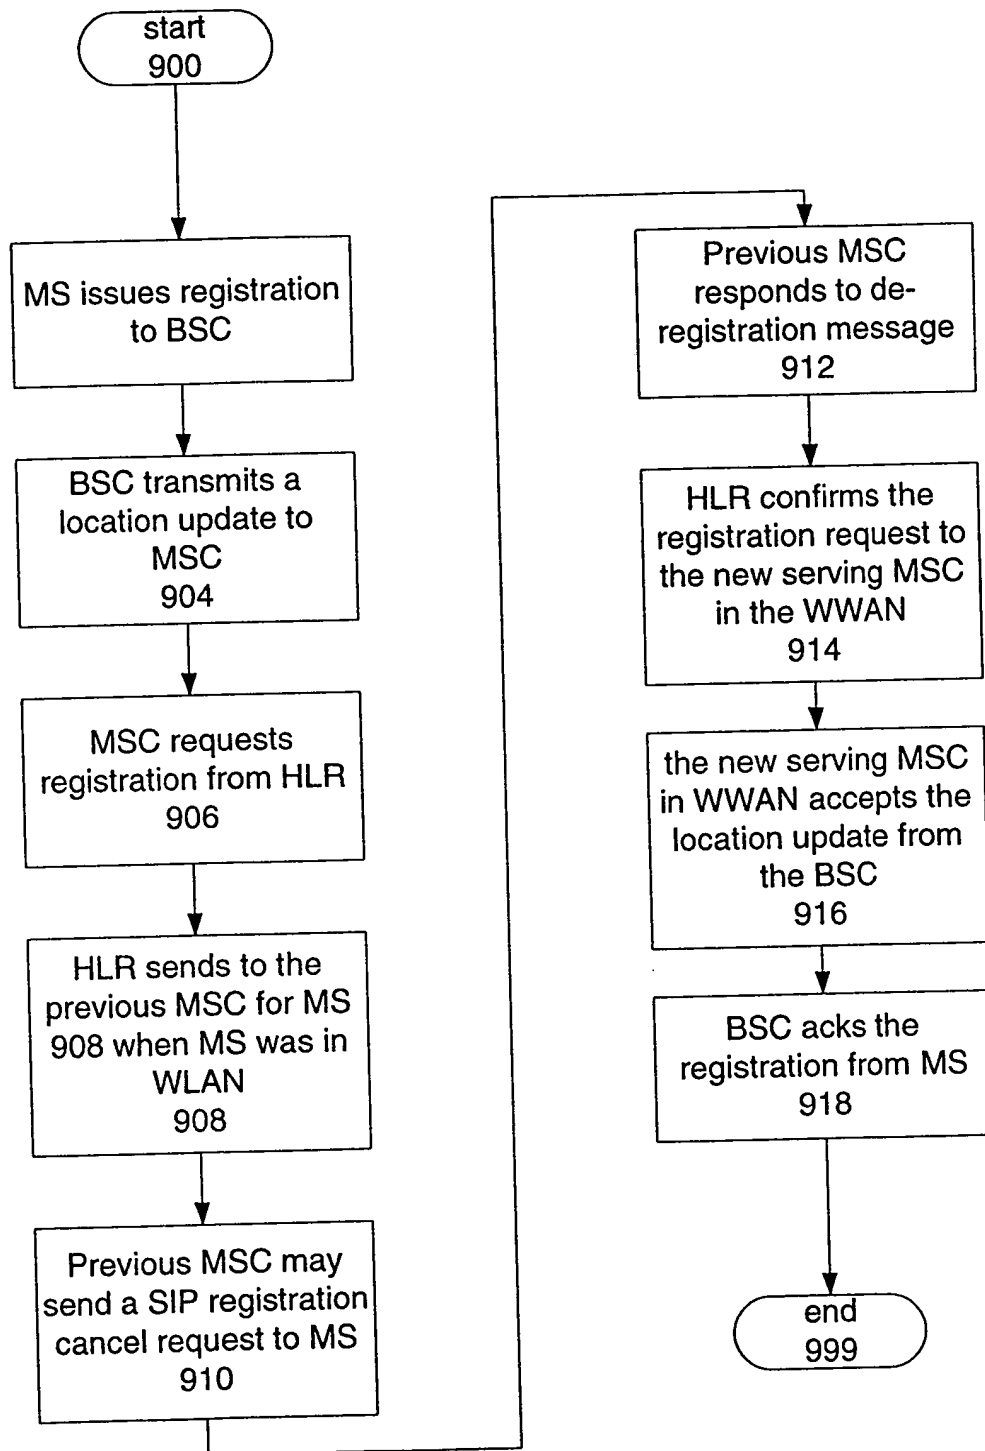 start
900
MS issues registration
to BSC
BSC transmits a
location update to
MSC
904
MSC requests
registration from HLR
906
HLR sends to the
previous MSC for MS
908 when MS was in
WLAN
908
Previous MSC may
send a SIP registration
cancel request to MS
910
Previous MSC
responds to de-
registration message
912
HLR confirms the
registration request to
the new serving MSC
in the WWAN
914
the new serving MSC
in WWAN accepts the
location update from
the BSC
916
BSC acks the
registration from MS
918
end
999